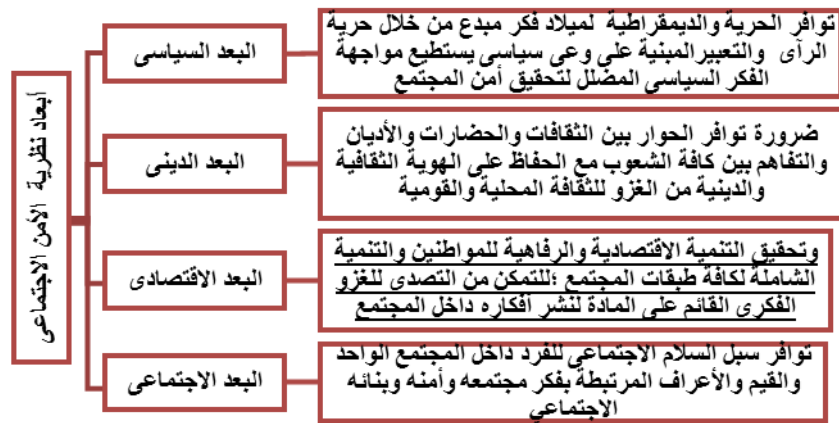 ابعاد نظرية الأمن الاجتماعى
البعد السياسى
توافر الحرية والديمقراطية لميلاد فكر مبدع من خلال حرية
الرآى والتعبيرالمبنية على وعى سياسى يستطيع مواجهة
الفكر السياسى المضلل لتحقيق أمن المجتمع
البعد الدينى
ضرورة توافر الحوار بين الثقافات والحضارات والأديان
والتفاهم بين كافة الشعوب مع الحفاظ على الهوية الثقافية
والدينية من الغزو للثقافة المحلية والقومية
البعد الاقتصادى
وتحقيق التنمية الاقتصادية والرفاهية للمواطنين والتنمية
الشاملة لكافة طبقات المجتمع ؛للتمكن من التصدى للغزو
الفكرى القائم على المادة لنشر أفكاره داخل المجتمع
البعد الاجتماعى
توافر سبل السلام الاجتماعى للفرد داخل المجتمع الواحد
والقيم والأعراف المرتبطة بفكر مجتمعه وأمنه وبنائه
الاجتماعي